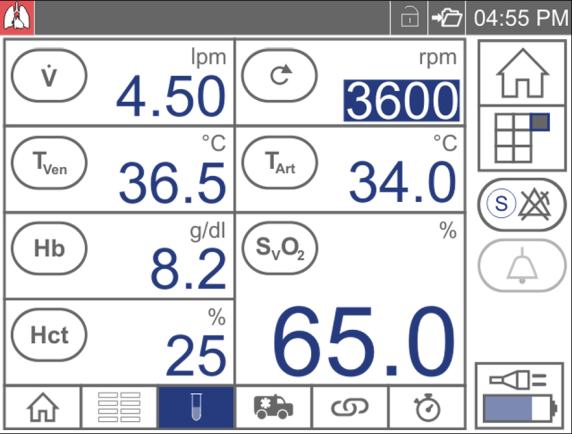 04:55 PM
V̇ lpm 4.50
rpm 3600
TVen °C 36.5
TArt °C 34.0
Hb g/dl 8.2
SVO2 % 65.0
Hct % 25
S